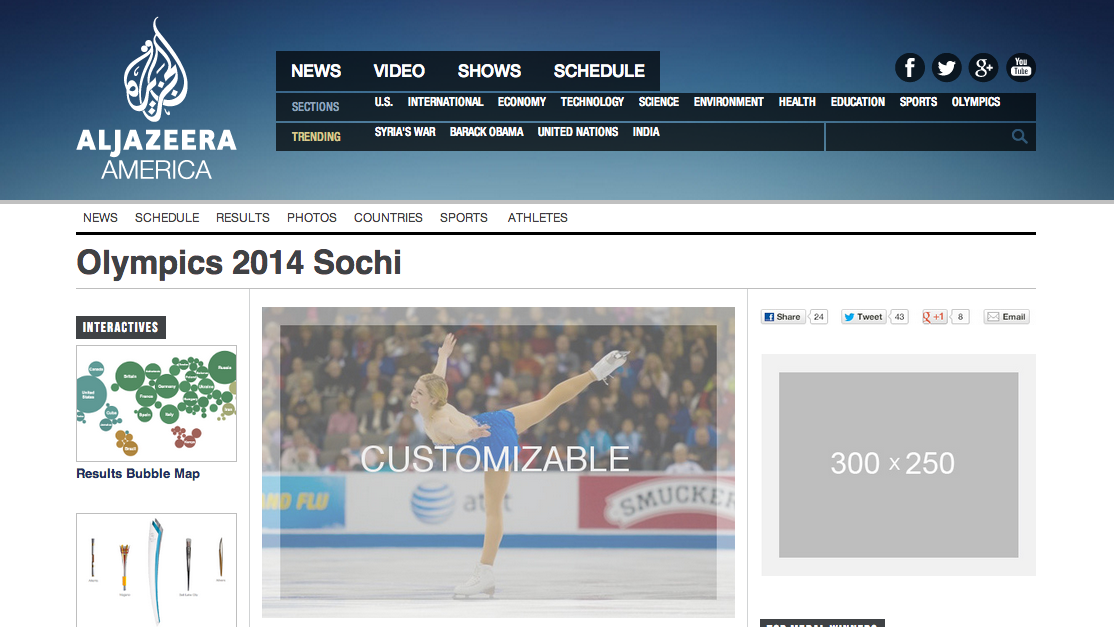 ALJAZEERA
AMERICA
NEWS VIDEO SHOWS SCHEDULE
SECTIONS U.S. INTERNATIONAL ECONOMY TECHNOLOGY SCIENCE ENVIRONMENT HEALTH EDUCATION SPORTS OLYMPICS
TRENDING SYRIA'S WAR BARACK OBAMA UNITED NATIONS INDIA
You
Tube
NEWS SCHEDULE RESULTS PHOTOS COUNTRIES SPORTS ATHLETES
Olympics 2014 Sochi
INTERACTIVES
Canada
United
States
Cuba
Brazil
Britain
Germany
France
Spain
Italy
Ukraine
Russia
Results Bubble Map
CUSTOMIZABLE
ND FLU
at&t
SMUCKER
Share 24 Tweet 43 +1 8 Email
300 x 250